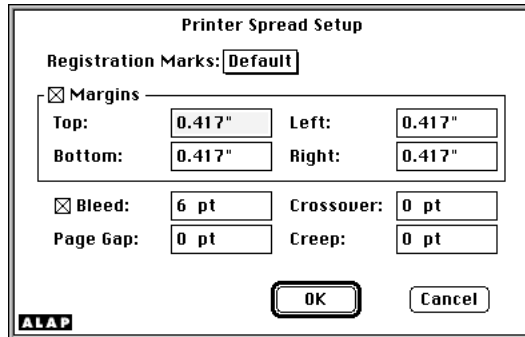 Printer Spread Setup
Registration Marks: Default
Margins
Top: 0.417" Left: 0.417"
Bottom: 0.417" Right: 0.417"
Bleed: 6 pt Crossover: 0 pt
Page Gap: 0 pt Creep: 0 pt
OK Cancel
ALAP